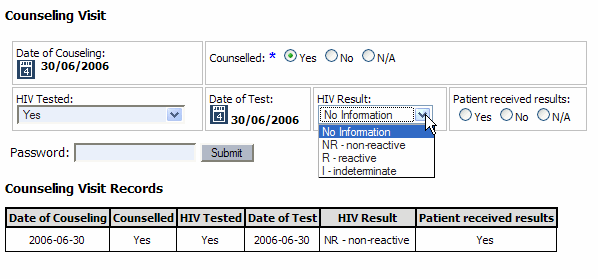 Counseling Visit
Date of Couseling:
4 30/06/2006
Counselled: * Yes No N/A
HIV Tested:
Yes
Date of Test:
4 30/06/2006
HIV Result:
No Information
No Information
NR - non-reactive
R - reactive
I - indeterminate
Patient received results:
Yes No N/A
Password: Submit
Counseling Visit Records
Date of Couseling Counselled HIV Tested Date of Test HIV Result Patient received results
2006-06-30 Yes Yes 2006-06-30 NR - non-reactive Yes